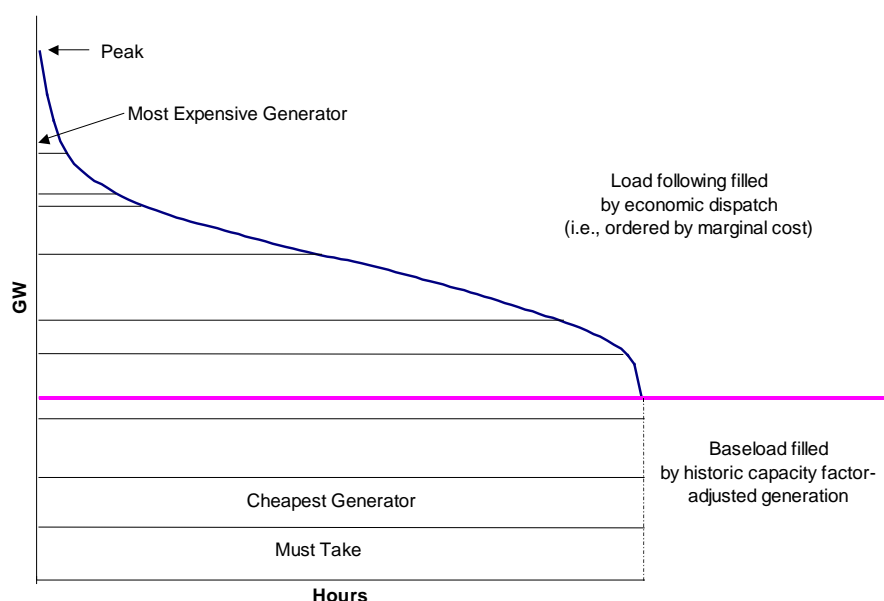 Peak
Most Expensive Generator
Load following filled
by economic dispatch
(i.e., ordered by marginal cost)
GW
Baseload filled
by historic capacity factor-
adjusted generation
Cheapest Generator
Must Take
Hours